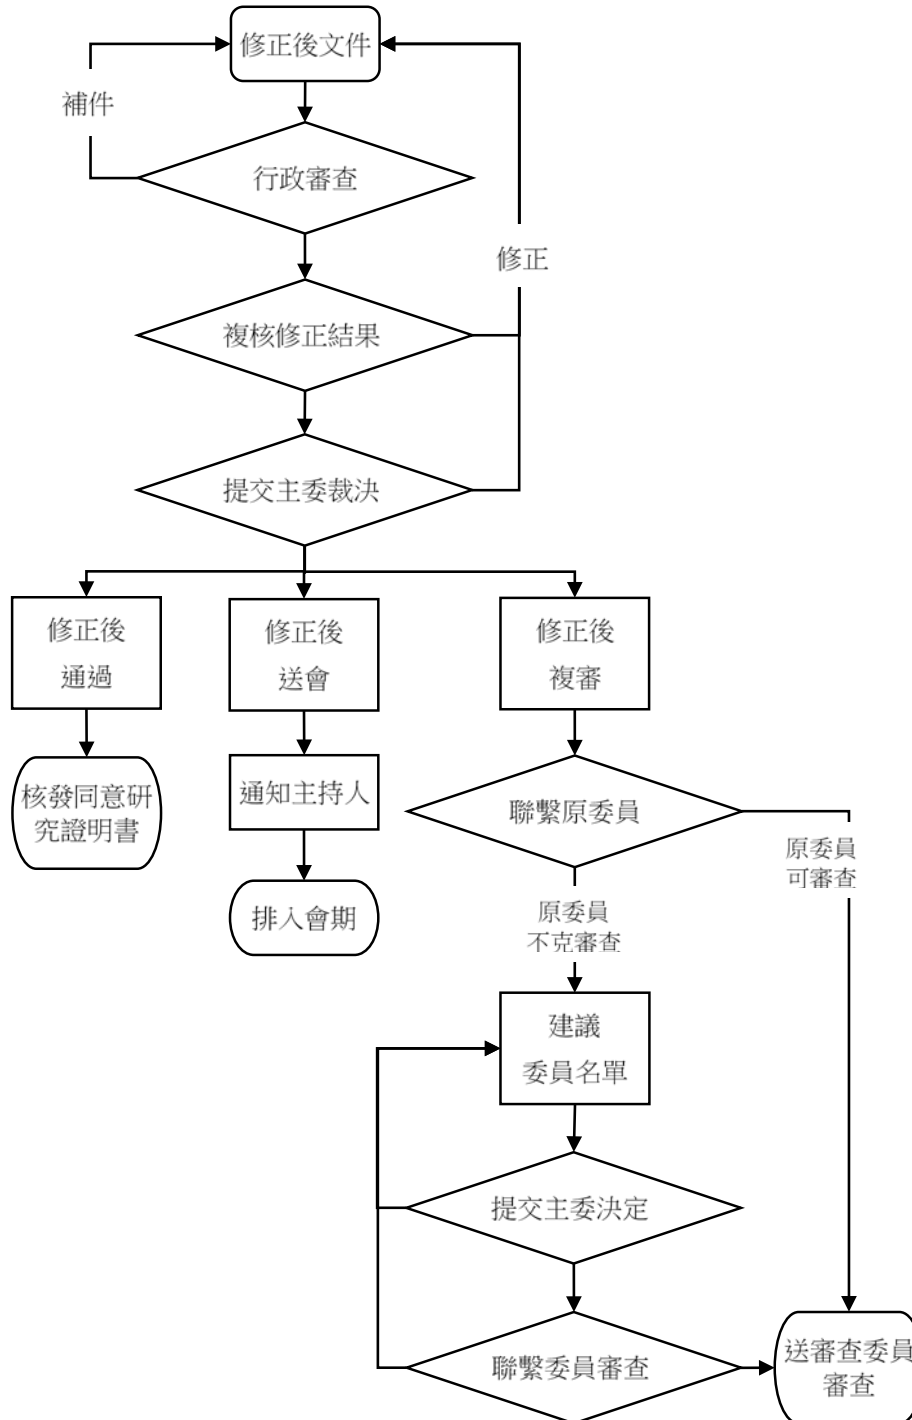 修正後文件
補件
行政審查
修正
複核修正結果
提交主委裁決
修正後
通過
修正後
送會
修正後
複審
核發同意研
究證明書
通知主持人
聯繫原委員
原委員
可審查
排入會期
原委員
不克審查
建議
委員名單
提交主委決定
聯繫委員審查
送審查委員
審查